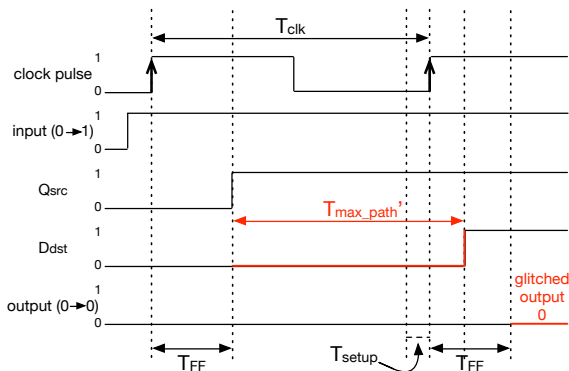 Tclk
1
clock pulse
0
1
input (0→1)
0
1
Qsrc
0
Tmax_path'
1
Ddst
0
glitched
output
0
1
output (0→0)
0
TFF
Tsetup
TFF